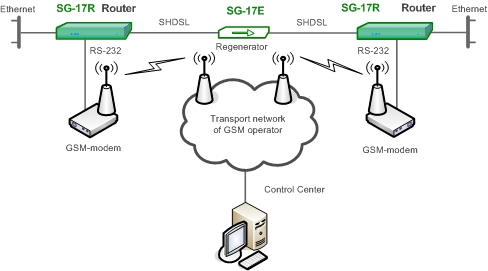 Ethernet
SG-17R Router
SHDSL
SG-17E
SHDSL
SG-17R Router
Ethernet
Regenerator
RS-232
RS-232
Transport network
of GSM operator
GSM-modem
GSM-modem
Control Center